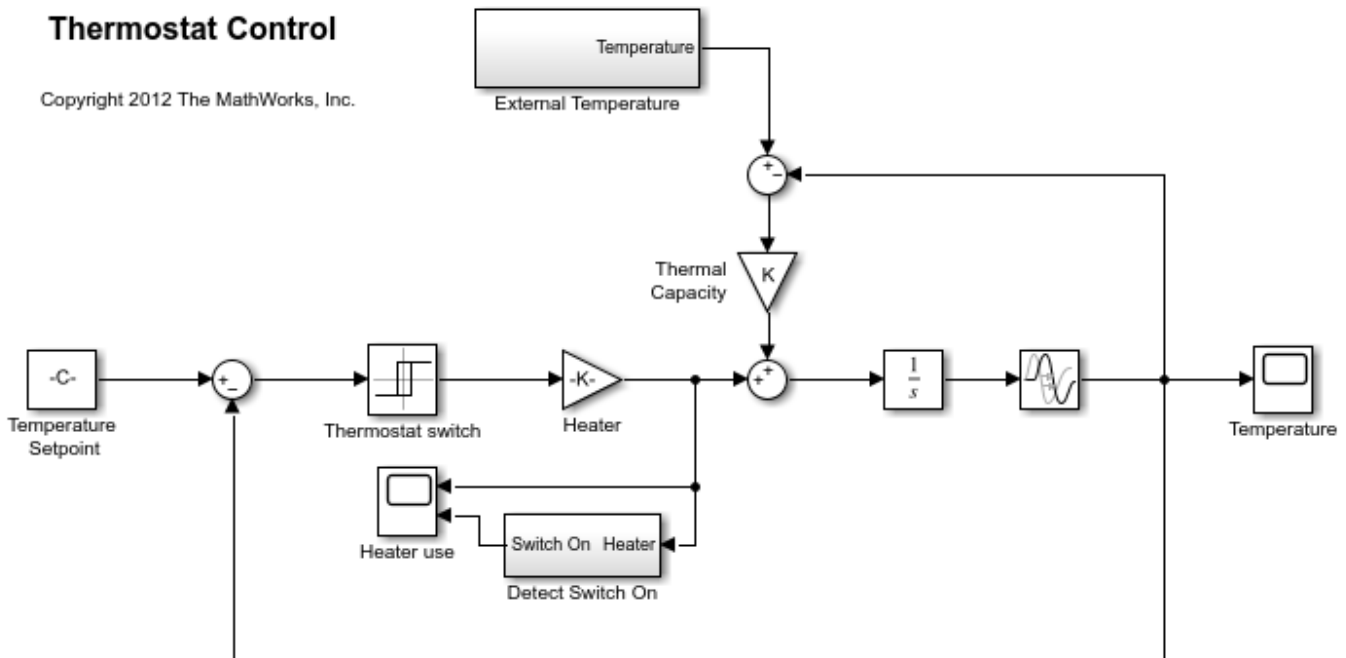 Thermostat Control
Copyright 2012 The MathWorks, Inc.
Temperature
External Temperature
+
−
Thermal
Capacity
K
-C-
Temperature
Setpoint
+
−
Thermostat switch
-K-
Heater
+
+
1
s
Temperature
Heater use
Switch On Heater
Detect Switch On